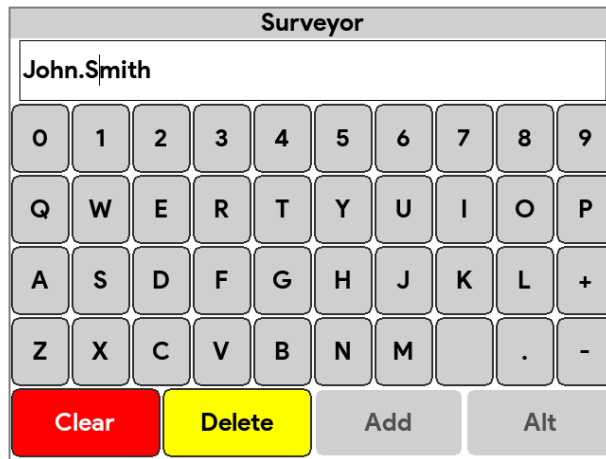 Surveyor
John.Smith
0 1 2 3 4 5 6 7 8 9
Q W E R T Y U I O P
A S D F G H J K L +
Z X C V B N M . -
Clear Delete Add Alt